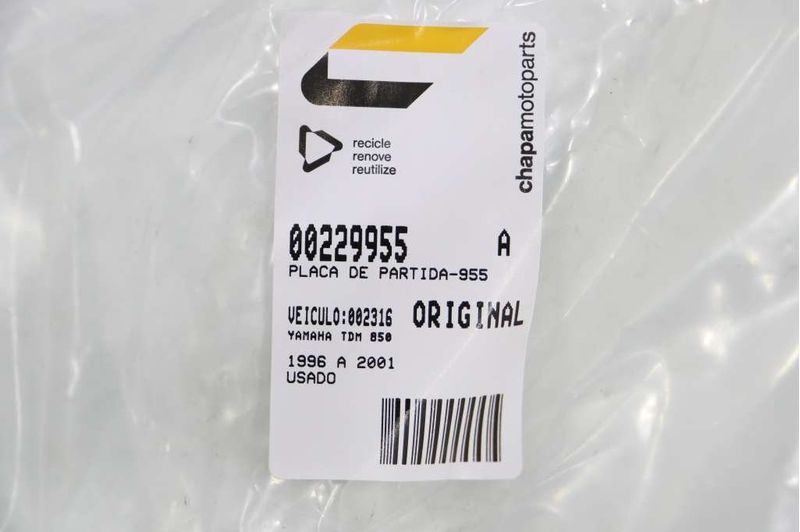 chapamotoparts
recicle
renove
reutilize
00229955 A
PLACA DE PARTIDA-955
VEICULO:002316 ORIGINAL
YAMAHA TDM 850
1996 A 2001
USADO